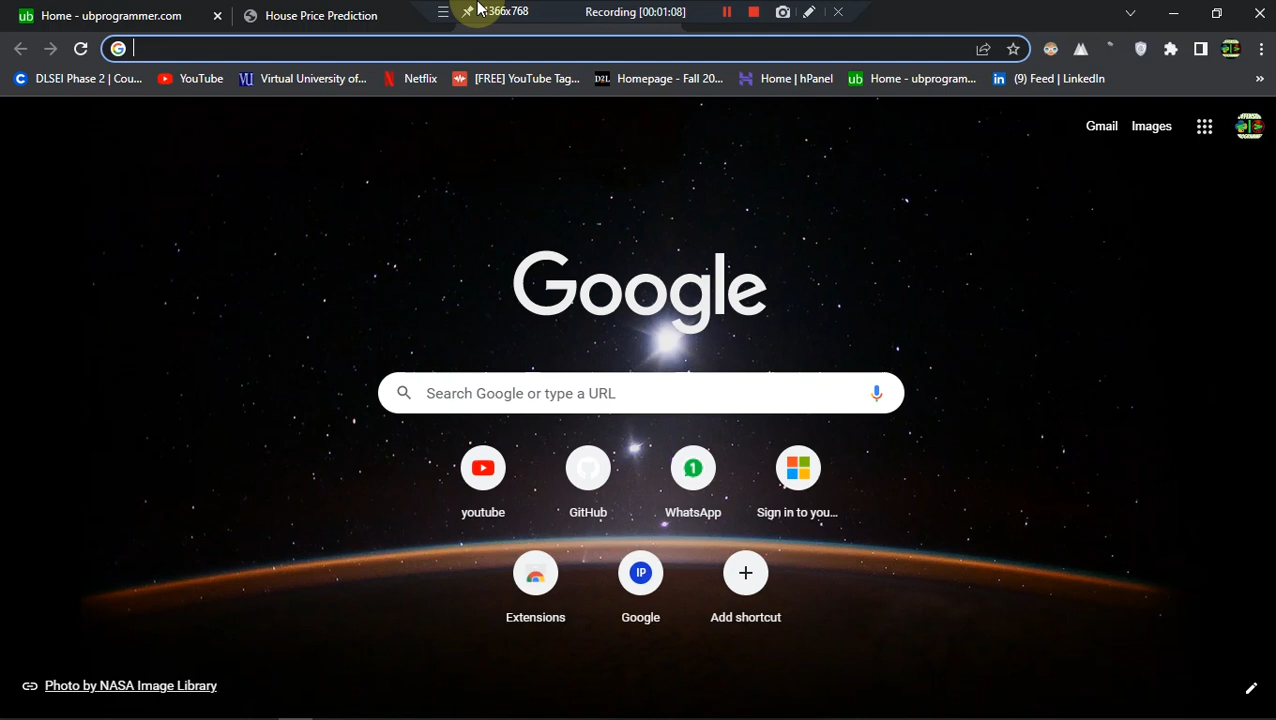 Home - ubprogrammer.com
House Price Prediction
1366x768
Recording [00:01:08]
DLSEI Phase 2 | Cou...
YouTube
Virtual University of...
Netflix
[FREE] YouTube Tag...
Homepage - Fall 20...
Home | hPanel
Home - ubprogram...
(9) Feed | LinkedIn
Gmail
Images
Google
Search Google or type a URL
youtube
GitHub
WhatsApp
Sign in to you...
IP
Extensions
Google
Add shortcut
Photo by NASA Image Library